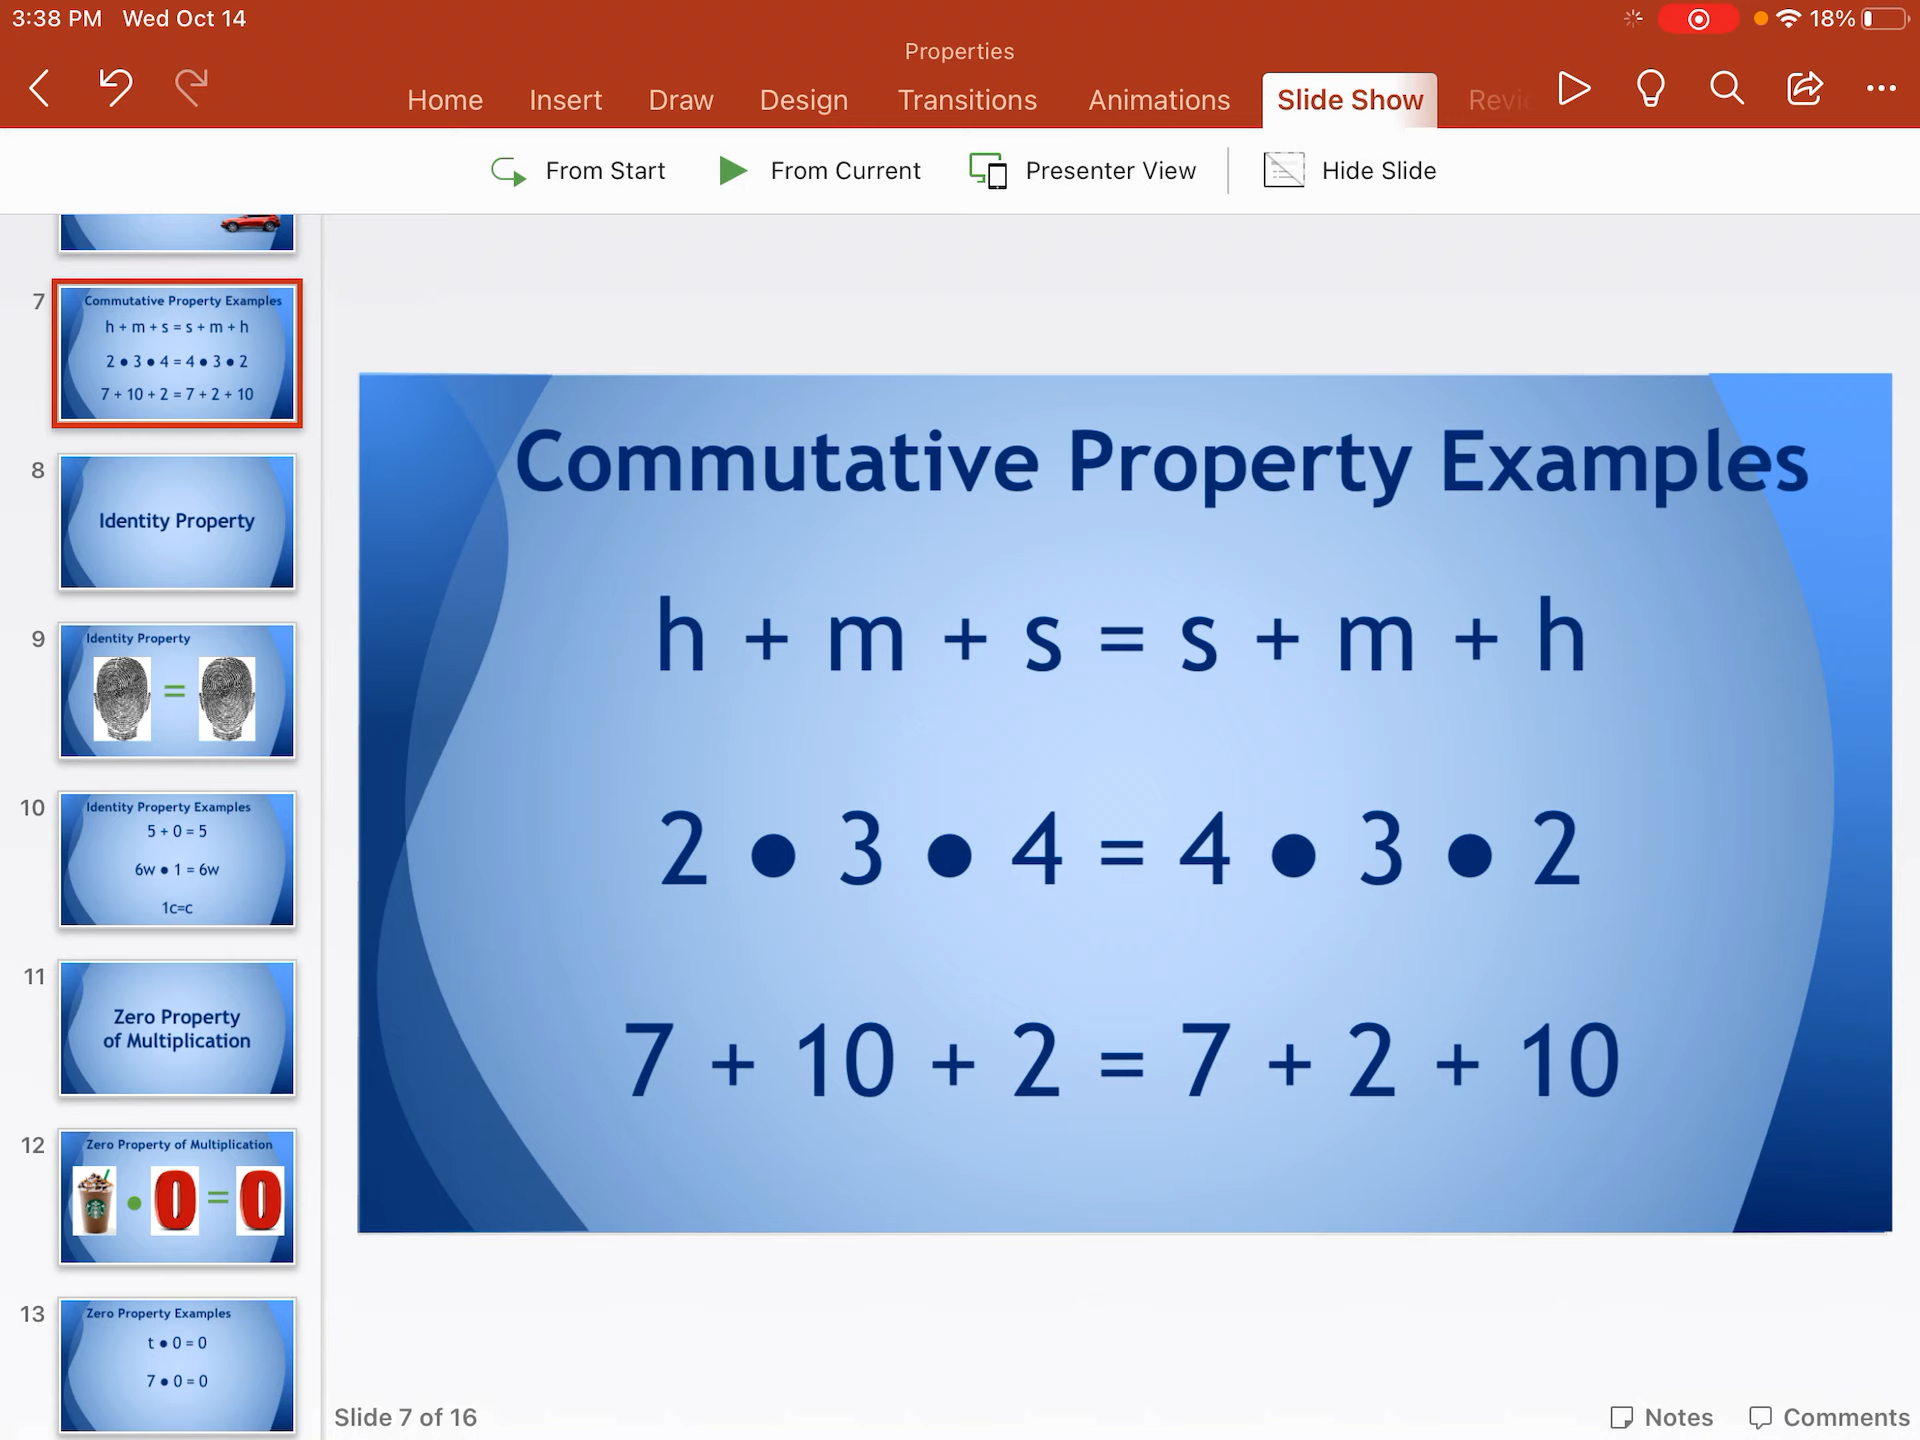 3:38 PM Wed Oct 14
18%
Properties
Home Insert Draw Design Transitions Animations Slide Show Revi
From Start From Current Presenter View Hide Slide
7
Commutative Property Examples
h + m + s = s + m + h
2 • 3 • 4 = 4 • 3 • 2
7 + 10 + 2 = 7 + 2 + 10
8
Identity Property
9
Identity Property
=
10
Identity Property Examples
5 + 0 = 5
6w • 1 = 6w
1c=c
11
Zero Property
of Multiplication
12
Zero Property of Multiplication
• 0 = 0
13
Zero Property Examples
t • 0 = 0
7 • 0 = 0
Commutative Property Examples
h + m + s = s + m + h
2 • 3 • 4 = 4 • 3 • 2
7 + 10 + 2 = 7 + 2 + 10
Slide 7 of 16
Notes Comments